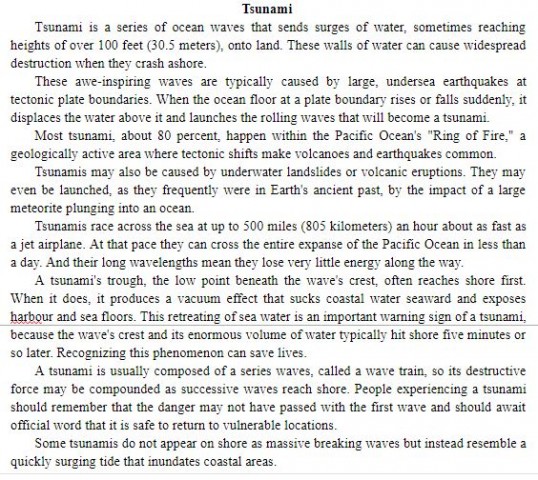 Tsunami
Tsunami is a series of ocean waves that sends surges of water, sometimes reaching
heights of over 100 feet (30.5 meters), onto land. These walls of water can cause widespread
destruction when they crash ashore.
These awe-inspiring waves are typically caused by large, undersea earthquakes at
tectonic plate boundaries. When the ocean floor at a plate boundary rises or falls suddenly, it
displaces the water above it and launches the rolling waves that will become a tsunami.
Most tsunami, about 80 percent, happen within the Pacific Ocean's "Ring of Fire," a
geologically active area where tectonic shifts make volcanoes and earthquakes common.
Tsunamis may also be caused by underwater landslides or volcanic eruptions. They may
even be launched, as they frequently were in Earth's ancient past, by the impact of a large
meteorite plunging into an ocean.
Tsunamis race across the sea at up to 500 miles (805 kilometers) an hour about as fast as
a jet airplane. At that pace they can cross the entire expanse of the Pacific Ocean in less than
a day. And their long wavelengths mean they lose very little energy along the way.
A tsunami's trough, the low point beneath the wave's crest, often reaches shore first.
When it does, it produces a vacuum effect that sucks coastal water seaward and exposes
harbour and sea floors. This retreating of sea water is an important warning sign of a tsunami,
because the wave's crest and its enormous volume of water typically hit shore five minutes or
so later. Recognizing this phenomenon can save lives.
A tsunami is usually composed of a series waves, called a wave train, so its destructive
force may be compounded as successive waves reach shore. People experiencing a tsunami
should remember that the danger may not have passed with the first wave and should await
official word that it is safe to return to vulnerable locations.
Some tsunamis do not appear on shore as massive breaking waves but instead resemble a
quickly surging tide that inundates coastal areas.